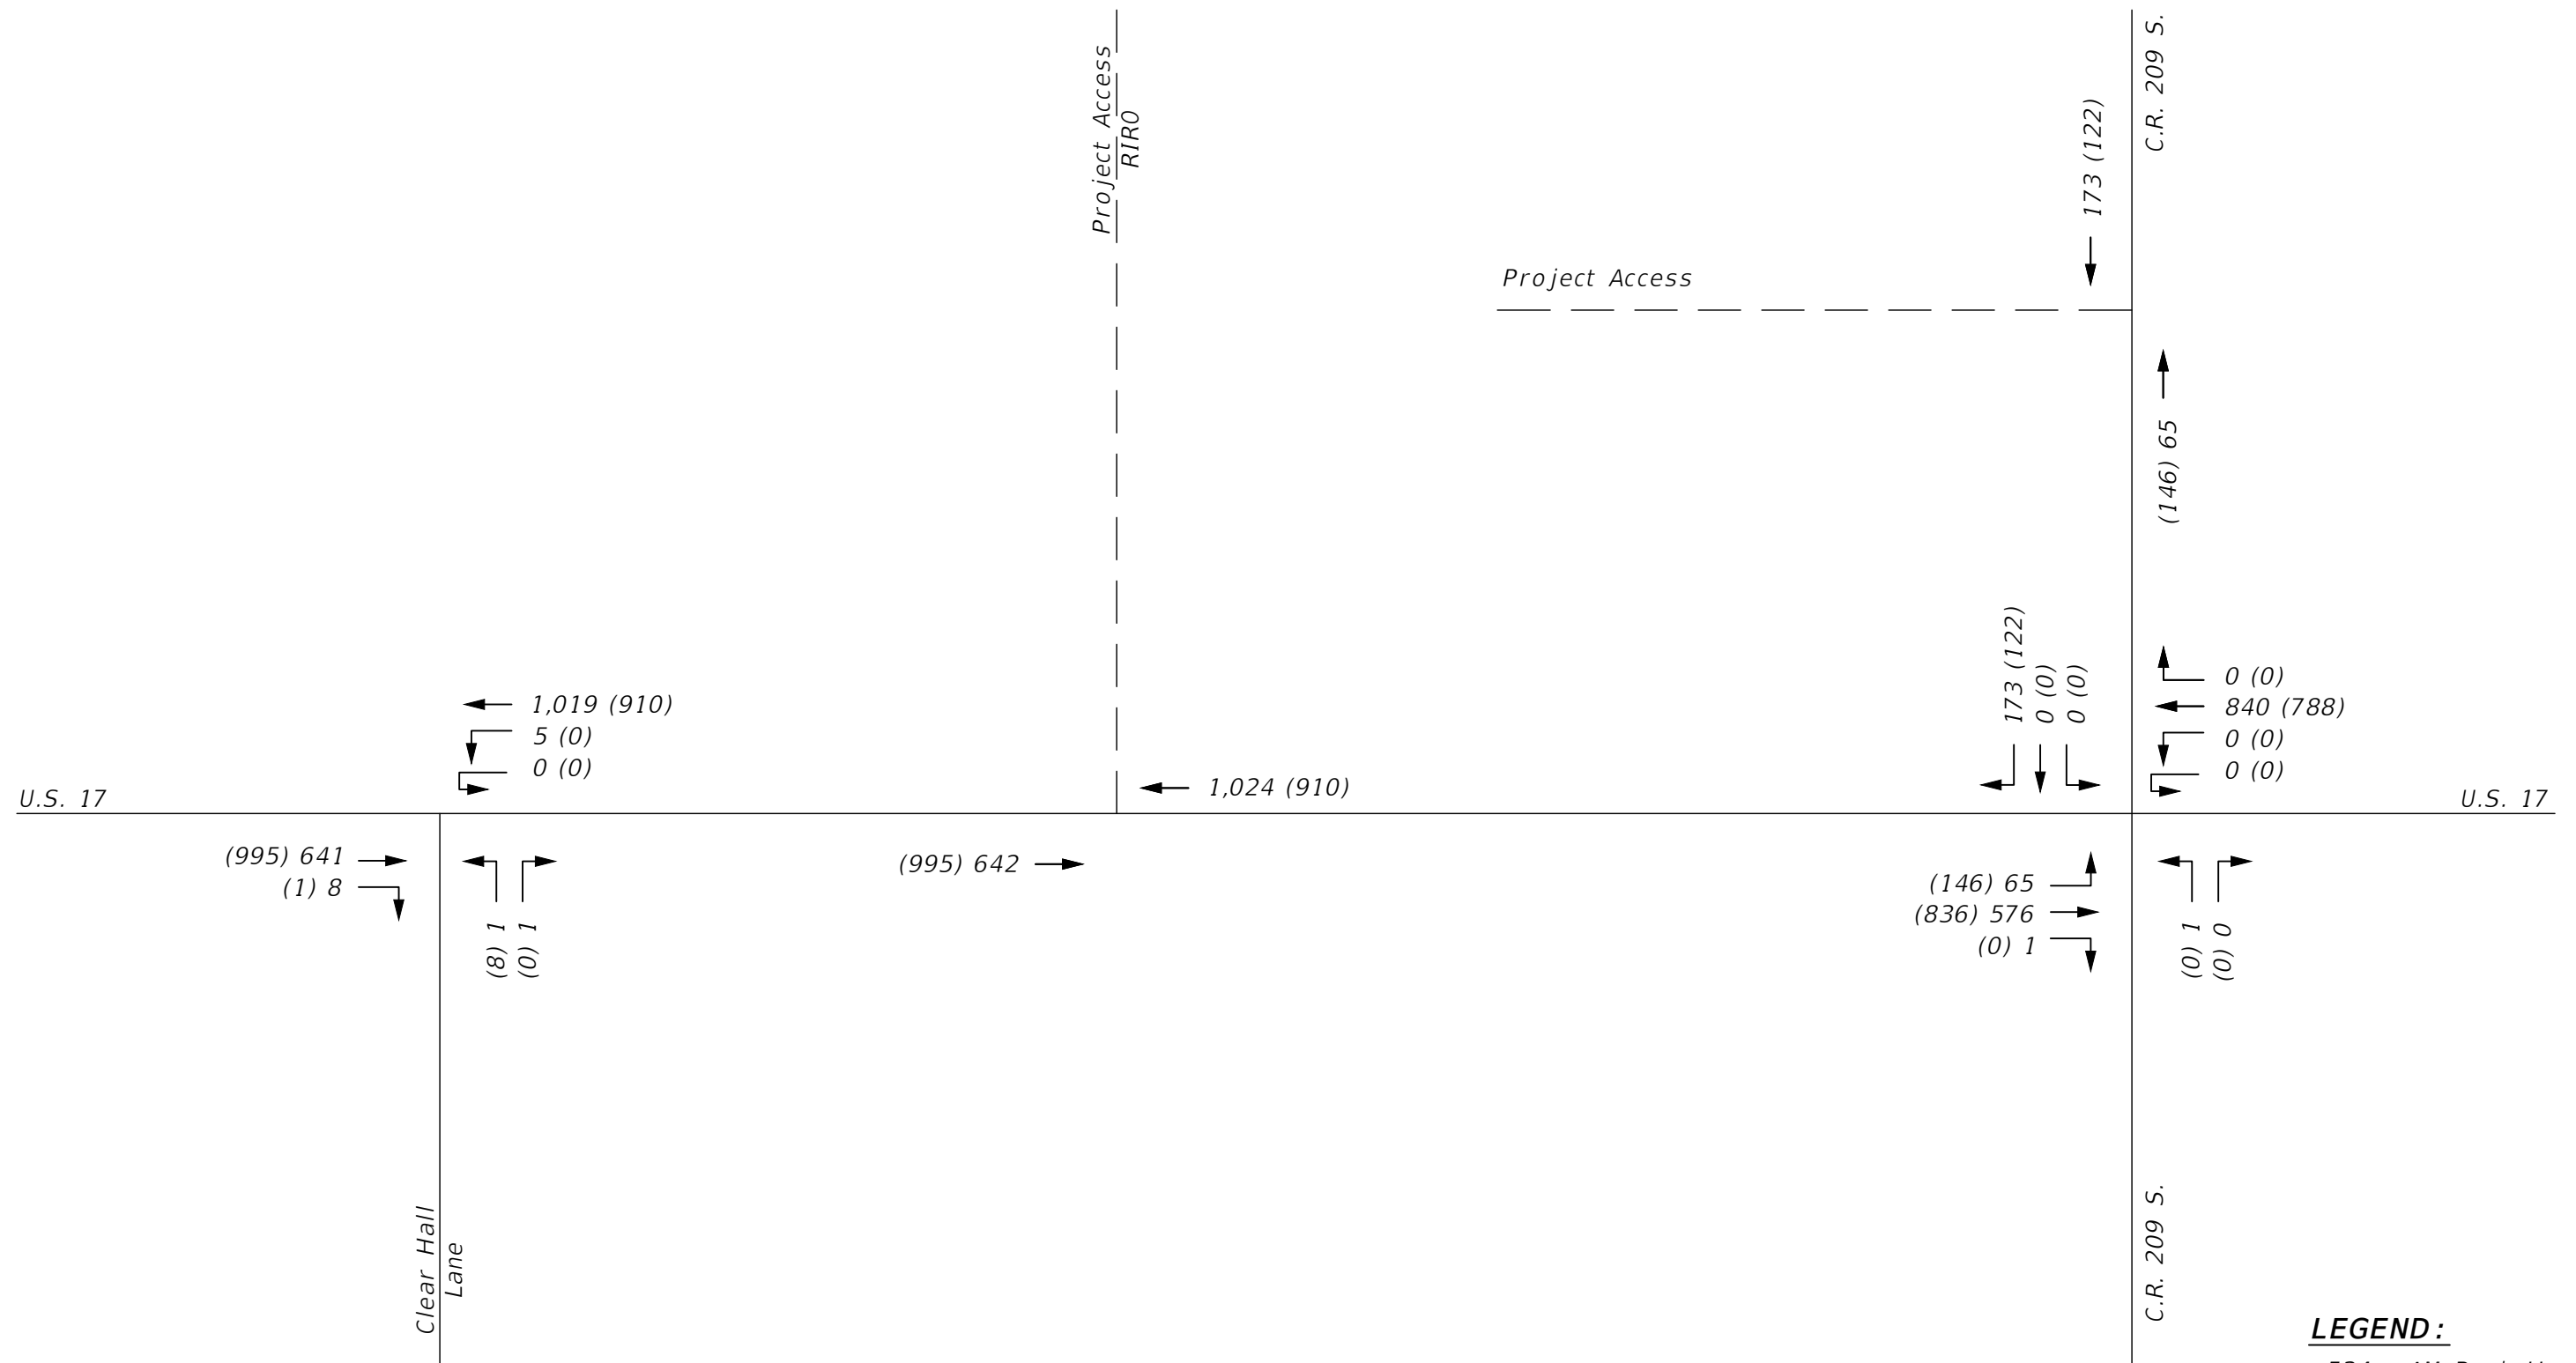 Project Access
RIRO
C.R. 209 S.
173 (122)
Project Access
(146) 65
1,019 (910)
5 (0)
0 (0)
173 (122)
0 (0)
0 (0)
0 (0)
840 (788)
0 (0)
0 (0)
U.S. 17
1,024 (910)
U.S. 17
(995) 641
(1) 8
(8) 1
(0) 1
(995) 642
(146) 65
(836) 576
(0) 1
(0) 1
(0) 0
Clear Hall
Lane
C.R. 209 S.
LEGEND: